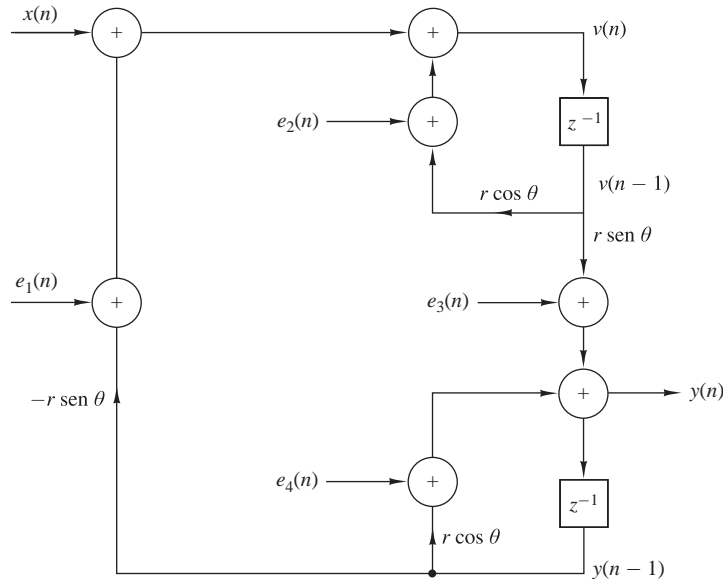 x(n)
+
+
v(n)
e₂(n)
+
z⁻¹
r cos θ
v(n − 1)
r sen θ
e₁(n)
+
e₃(n)
+
−r sen θ
+
y(n)
e₄(n)
+
z⁻¹
r cos θ
y(n − 1)